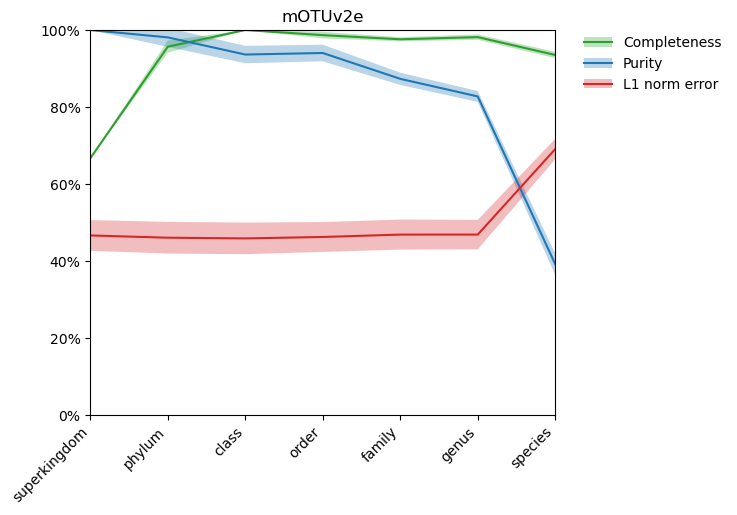 mOTUv2e
100%
80%
60%
40%
20%
0%
superkingdom
phylum
class
order
family
genus
species
Completeness
Purity
L1 norm error